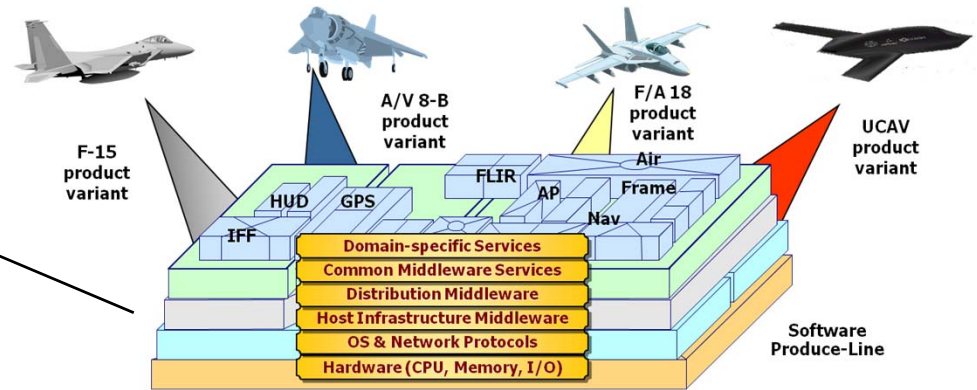 F-15
product
variant
A/V 8-B
product
variant
F/A 18
product
variant
UCAV
product
variant
Air
FLIR
AP
Frame
HUD
GPS
Nav
IFF
Domain-specific Services
Common Middleware Services
Distribution Middleware
Host Infrastructure Middleware
OS & Network Protocols
Hardware (CPU, Memory, I/O)
Software
Produce-Line